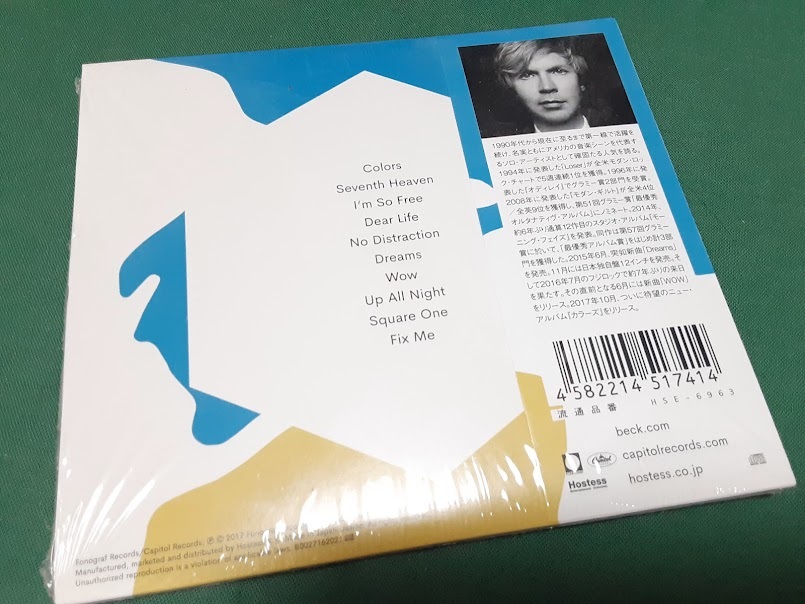 Colors
Seventh Heaven
I'm So Free
Dear Life
No Distraction
Dreams
Wow
Up All Night
Square One
Fix Me
1990年代から現在に至るまで第一線で活躍を
続け、名実ともにアメリカの音楽シーンを代表す
るソロ・アーティストとして確固たる人気を誇る。
1994年に発表した「Loser」が全米モダン・ロッ
ク・チャートで5週連続1位を獲得。1996年に
発表した『オディレイ』でグラミー賞2部門を受賞。
2008年に発表した『モダン・ギルト』が全米4位
／全英9位を獲得し、第51回グラミー賞「最優秀
オルタナティヴ・アルバム」にノミネート。2014年、
約6年ぶり通算12作目のスタジオ・アルバム『モー
ニング・フェイズ』を発表。同作は第57回グラミー
賞に於いて、「最優秀アルバム賞」をはじめ計3部
門を獲得した。2015年6月、突如新曲「Dreams」
を発売。11月には日本独自盤12インチを発売。そ
して2016年7月のフジロックで約7年ぶりの来日
を果たす。その直前となる6月には新曲「WOW」
をリリース。2017年10月、ついに待望のニュー・
アルバム『カラーズ』をリリース。
4 582214 517414
流通品番 HSE-6963
beck.com
capitolrecords.com
Hostess
hostess.co.jp
Fonograf Records/Capitol Records; ℗ © 2017 Fono
Manufactured, marketed and distributed by Hostess
Unauthorized reproduction is a violation of B002716202